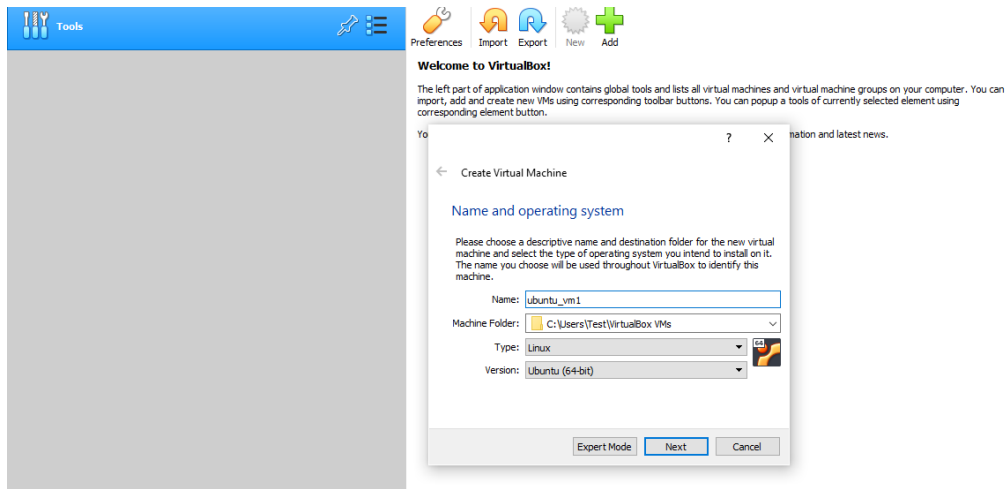 Tools
Preferences Import Export New Add
Welcome to VirtualBox!
The left part of application window contains global tools and lists all virtual machines and virtual machine groups on your computer. You can
import, add and create new VMs using corresponding toolbar buttons. You can popup a tools of currently selected element using
corresponding element button.
Yo
mation and latest news.
? ×
← Create Virtual Machine
Name and operating system
Please choose a descriptive name and destination folder for the new virtual
machine and select the type of operating system you intend to install on it.
The name you choose will be used throughout VirtualBox to identify this
machine.
Name: ubuntu_vm1
Machine Folder: C:\Users\Test\VirtualBox VMs
Type: Linux
64
Version: Ubuntu (64-bit)
Expert Mode Next Cancel